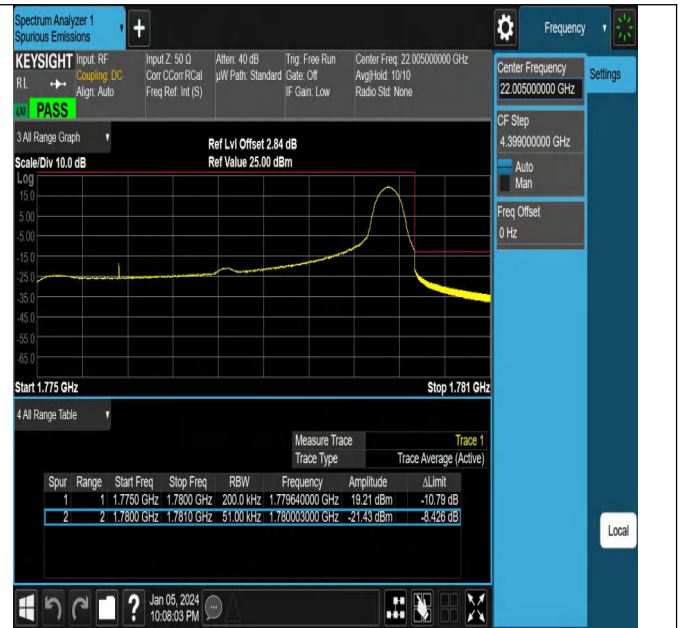 Spectrum Analyzer 1
Spurious Emissions
Frequency
KEYSIGHT
RL
Input: RF
Coupling: DC
Align: Auto
Input Z: 50 Ω
Corr CCorr RCal
Freq Ref: Int (S)
Atten: 40 dB
µW Path: Standard
Trig: Free Run
Gate: Off
IF Gain: Low
Center Freq: 22.005000000 GHz
Avg|Hold: 10/10
Radio Std: None
PASS
Center Frequency
22.005000000 GHz
Settings
CF Step
4.399000000 GHz
Auto
Man
Freq Offset
0 Hz
3 All Range Graph
Scale/Div 10.0 dB
Ref Lvl Offset 2.84 dB
Ref Value 25.00 dBm
Log
15.0
5.00
-5.00
-15.0
-25.0
-35.0
-45.0
-55.0
-65.0
Start 1.775 GHz Stop 1.781 GHz
4 All Range Table
Measure Trace Trace 1
Trace Type Trace Average (Active)
Spur Range Start Freq Stop Freq RBW Frequency Amplitude ΔLimit
1 1 1.7750 GHz 1.7800 GHz 200.0 kHz 1.779640000 GHz 19.21 dBm -10.79 dB
2 2 1.7800 GHz 1.7810 GHz 51.00 kHz 1.780003000 GHz -21.43 dBm -8.426 dB
Local
Jan 05, 2024
10:08:03 PM